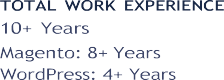 TOTAL WORK EXPERIENCE
10+ Years
Magento: 8+ Years
WordPress: 4+ Years